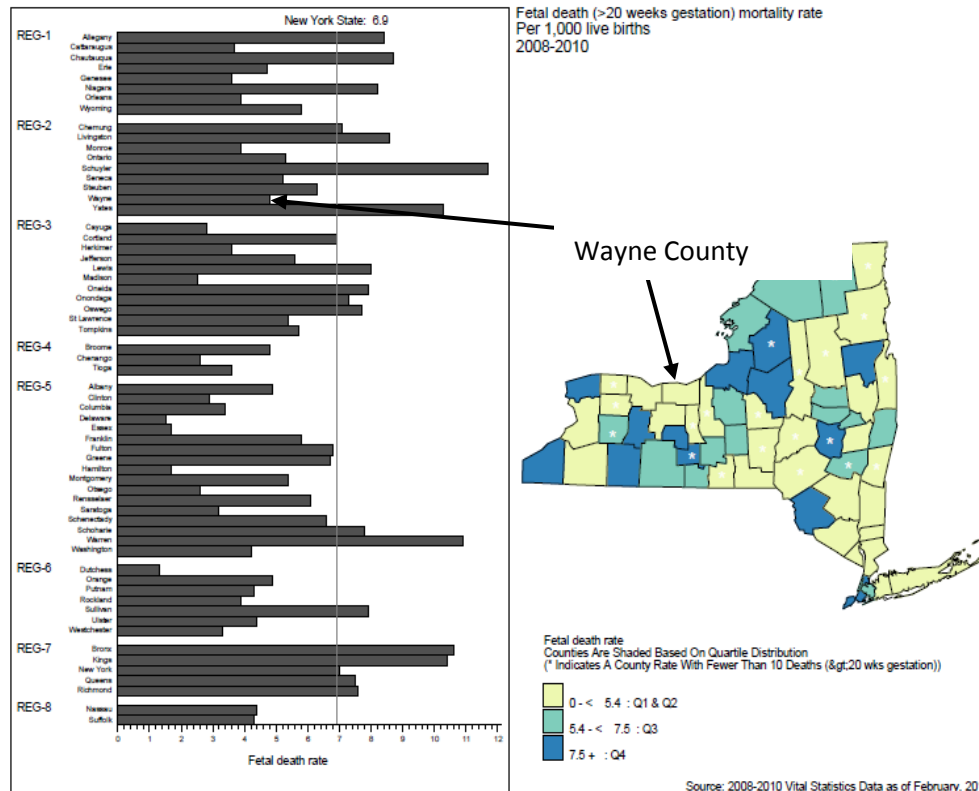 New York State: 6.9
REG-1
Allegany
Cattaraugus
Chautauqua
Erie
Genesee
Niagara
Orleans
Wyoming
REG-2
Chemung
Livingston
Monroe
Ontario
Schuyler
Seneca
Steuben
Wayne
Yates
REG-3
Cayuga
Cortland
Herkimer
Jefferson
Lewis
Madison
Oneida
Onondaga
Oswego
St Lawrence
Tompkins
REG-4
Broome
Chenango
Tioga
REG-5
Albany
Clinton
Columbia
Delaware
Essex
Franklin
Fulton
Greene
Hamilton
Montgomery
Otsego
Rensselaer
Saratoga
Schenectady
Schoharie
Warren
Washington
REG-6
Dutchess
Orange
Putnam
Rockland
Sullivan
Ulster
Westchester
REG-7
Bronx
Kings
New York
Queens
Richmond
REG-8
Nassau
Suffolk
0 1 2 3 4 5 6 7 8 9 10 11 12
Fetal death rate
Fetal death (>20 weeks gestation) mortality rate
Per 1,000 live births
2008-2010
Wayne County
Fetal death rate
Counties Are Shaded Based On Quartile Distribution
(* Indicates A County Rate With Fewer Than 10 Deaths (&gt;20 wks gestation))
0 - < 5.4 : Q1 & Q2
5.4 - < 7.5 : Q3
7.5 + : Q4
Source: 2008-2010 Vital Statistics Data as of February, 20